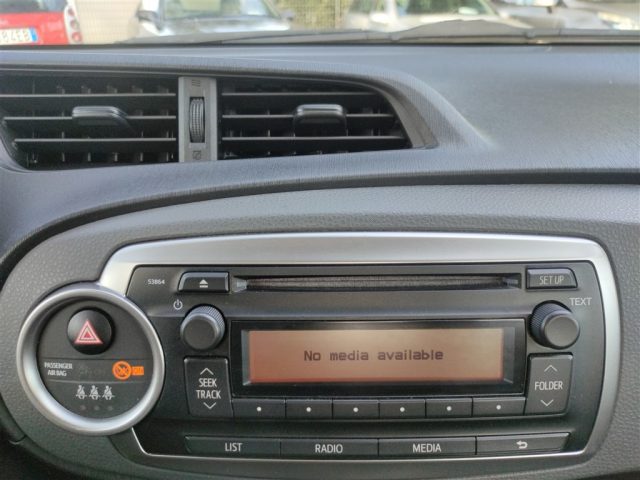 53864
SET UP
TEXT
No media available
PASSENGER
AIR BAG
SEEK
TRACK
FOLDER
LIST
RADIO
MEDIA